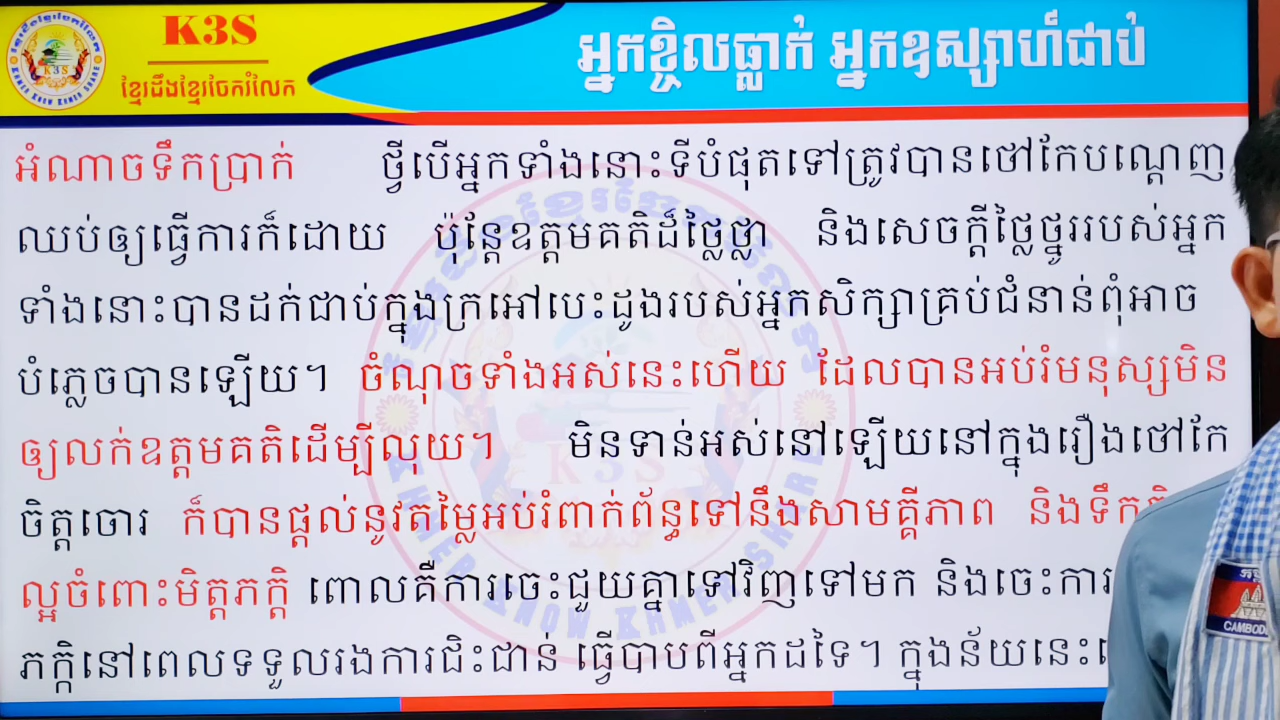 K3S
ខ្មែរដឹងខ្មែរចែករំលែក
អ្នកខ្ជិលធ្លាក់ អ្នកឧស្សាហ៍ជាប់
អំណាចទឹកប្រាក់ ថ្វីបើអ្នកទាំងនោះទីបំផុតទៅត្រូវបានថៅកែបណ្តេញ
ឈប់ឲ្យធ្វើការក៏ដោយ ប៉ុន្តែឧត្តមគតិដ៏ថ្លៃថ្លា និងសេចក្តីថ្លៃថ្នូររបស់អ្នក
ទាំងនោះបានដក់ជាប់ក្នុងក្រអៅបេះដូងរបស់អ្នកសិក្សាគ្រប់ជំនាន់ពុំអាច
បំភ្លេចបានឡើយ។ ចំណុចទាំងអស់នេះហើយ ដែលបានអប់រំមនុស្សមិន
ឲ្យលក់ឧត្តមគតិដើម្បីលុយ។ មិនទាន់អស់នៅឡើយនៅក្នុងរឿងថៅកែ
ចិត្តចោរ ក៏បានផ្តល់នូវតម្លៃអប់រំពាក់ព័ន្ធទៅនឹងសាមគ្គីភាព និងទឹក
ល្អចំពោះមិត្តភក្តិ ពោលគឺការចេះជួយគ្នាទៅវិញទៅមក និងចេះការ
ភក្តិនៅពេលទទួលរងការជិះជាន់ ធ្វើបាបពីអ្នកដទៃ។ ក្នុងន័យនេះ
CAMBOD